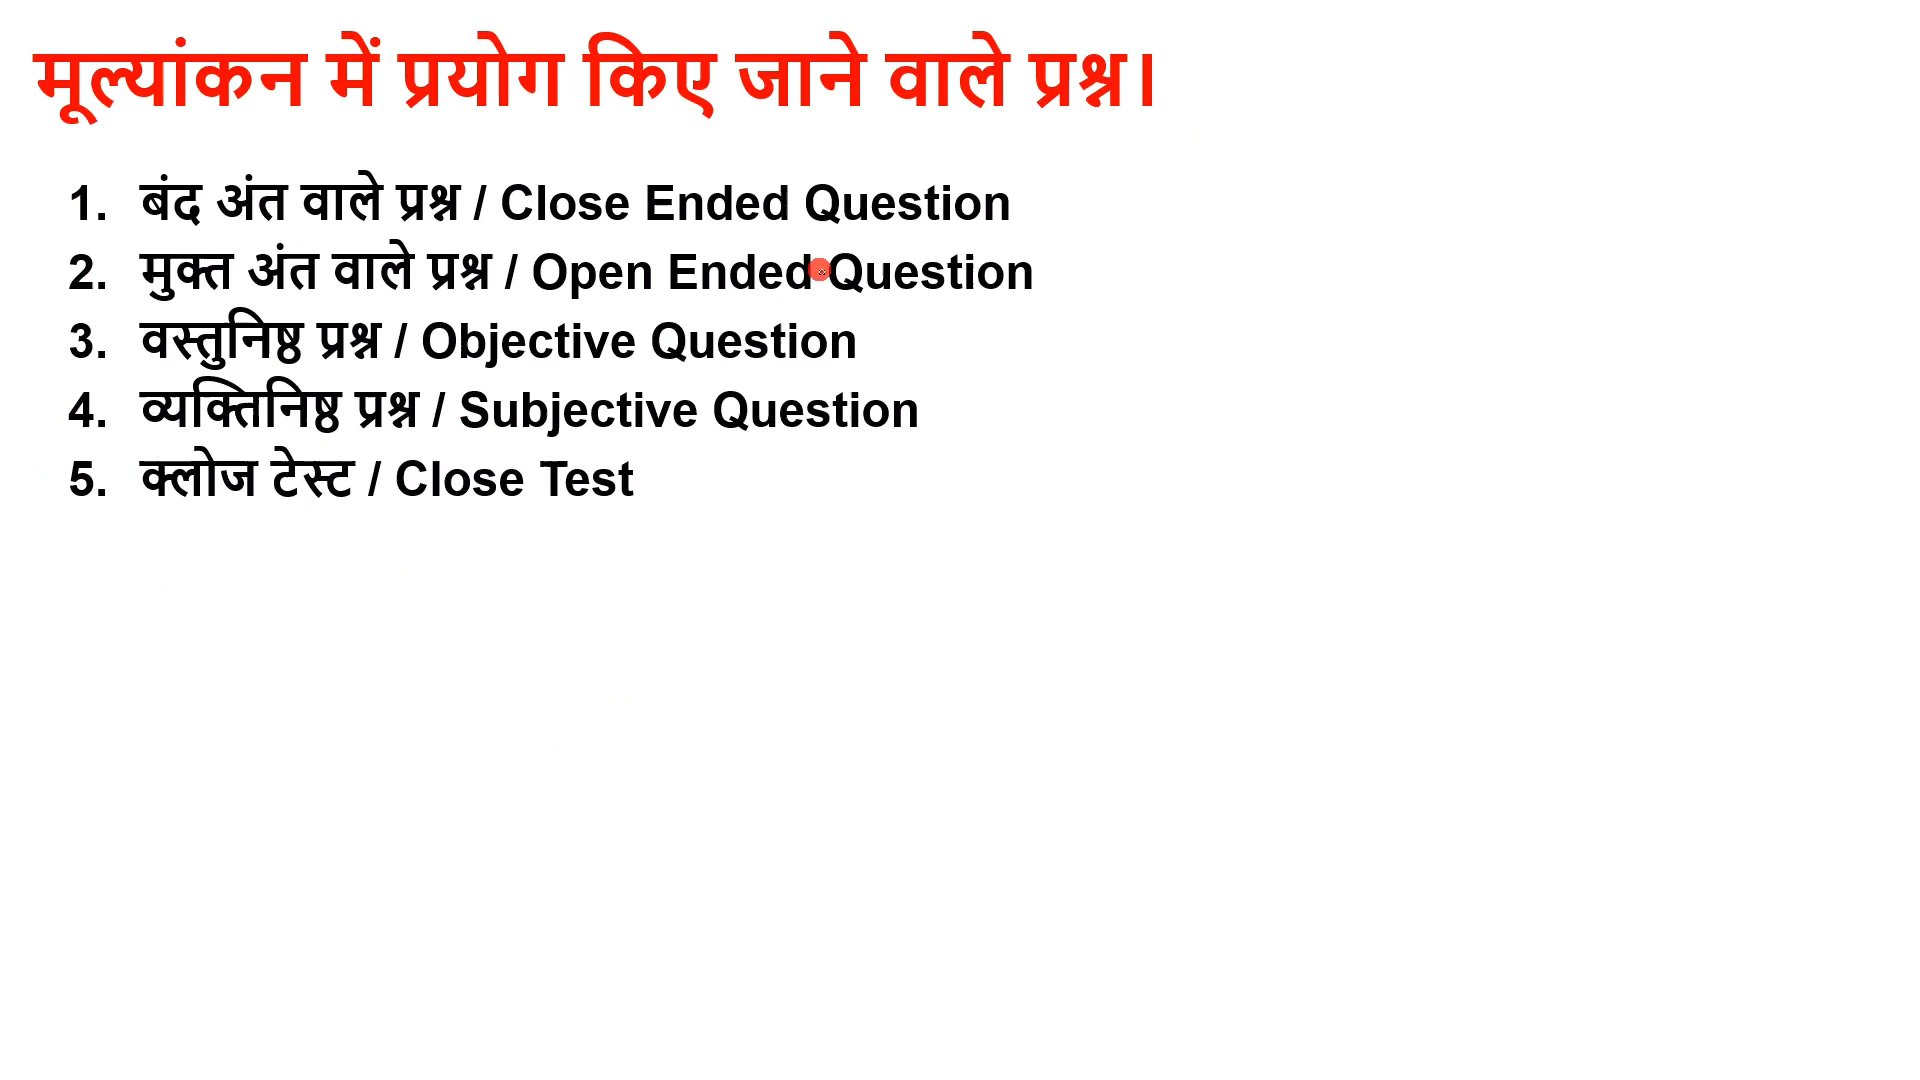 मूल्यांकन में प्रयोग किए जाने वाले प्रश्न।
1. बंद अंत वाले प्रश्न / Close Ended Question
2. मुक्त अंत वाले प्रश्न / Open Ended Question
3. वस्तुनिष्ठ प्रश्न / Objective Question
4. व्यक्तिनिष्ठ प्रश्न / Subjective Question
5. क्लोज टेस्ट / Close Test